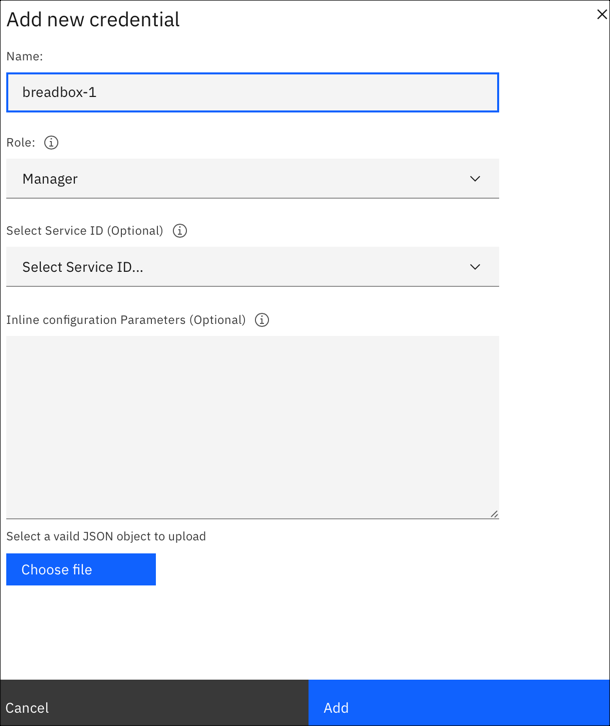 Add new credential
Name:
breadbox-1
Role:
Manager
Select Service ID (Optional)
Select Service ID...
Inline configuration Parameters (Optional)
Select a vaild JSON object to upload
Choose file
Cancel
Add